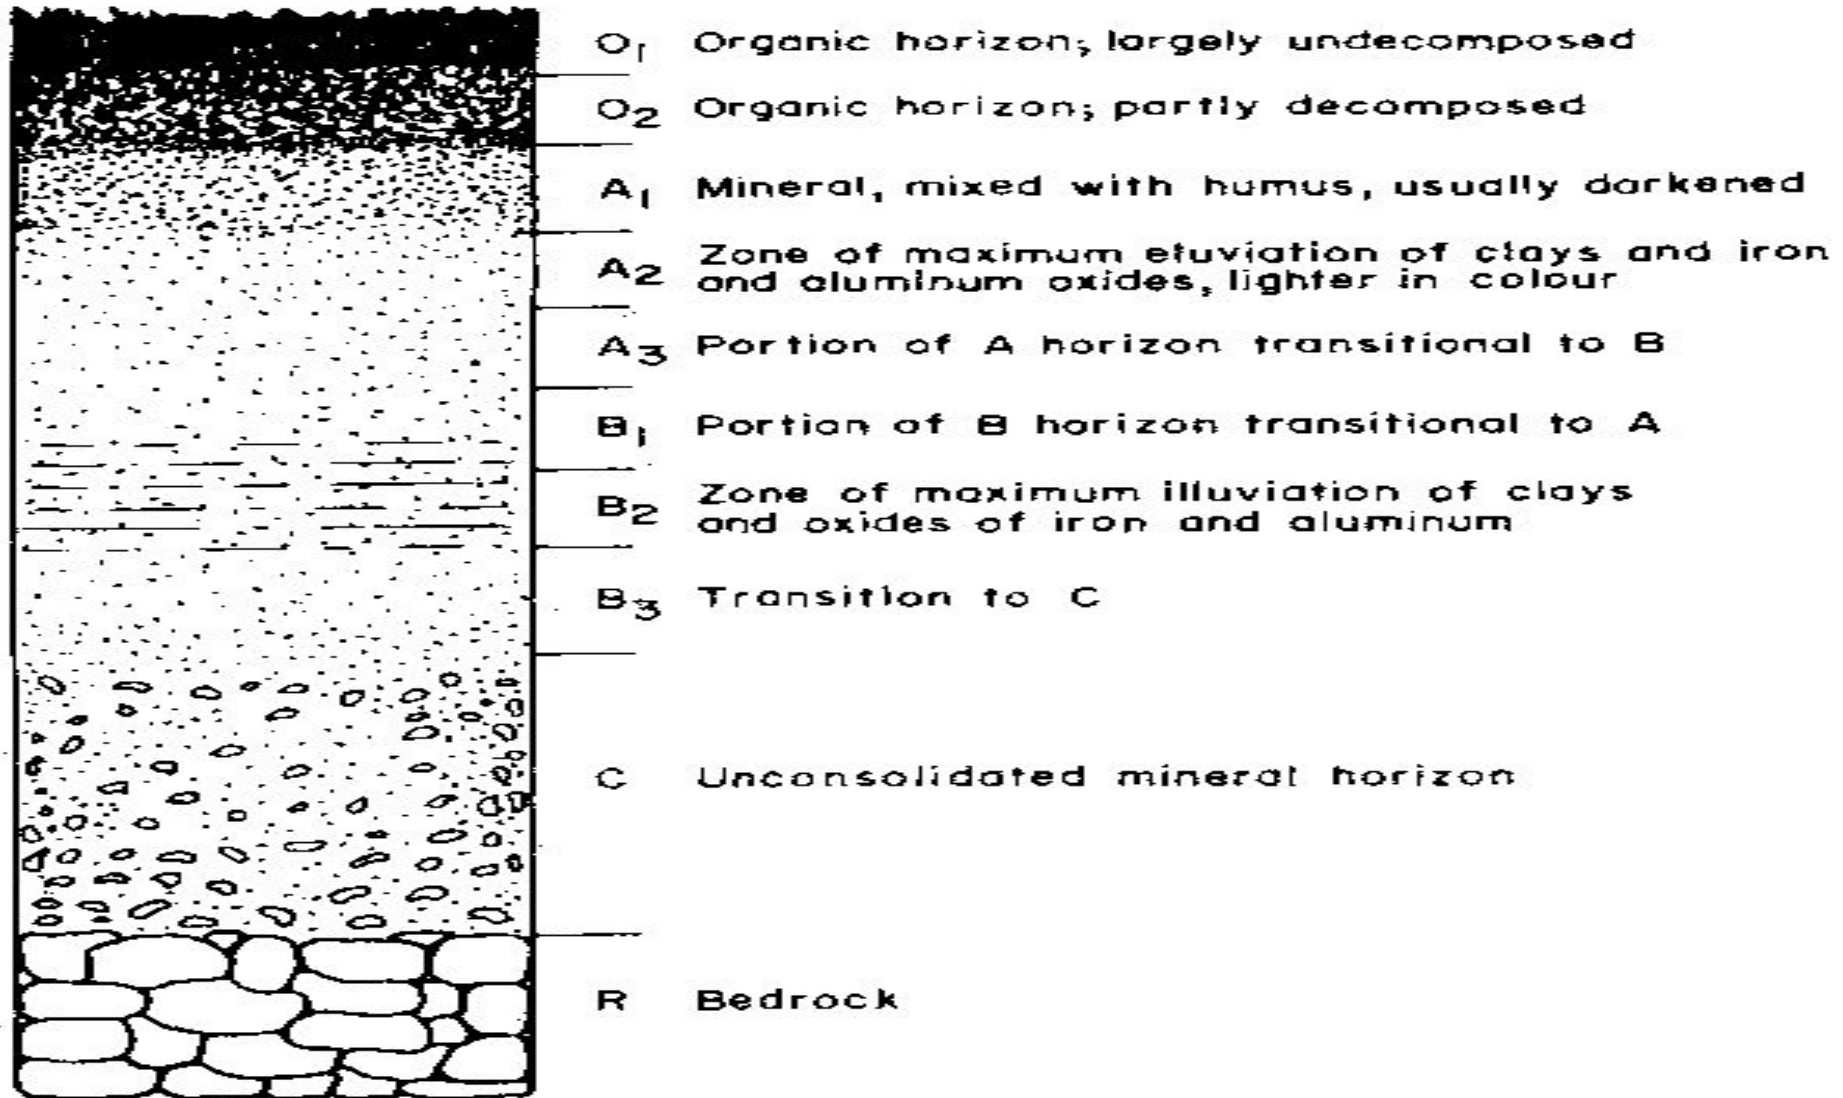 O1 Organic horizon; largely undecomposed
O2 Organic horizon; partly decomposed
A1 Mineral, mixed with humus, usually darkened
A2 Zone of maximum eluviation of clays and iron
and aluminum oxides, lighter in colour
A3 Portion of A horizon transitional to B
B1 Portion of B horizon transitional to A
B2 Zone of maximum illuviation of clays
and oxides of iron and aluminum
B3 Transition to C
C Unconsolidated mineral horizon
R Bedrock